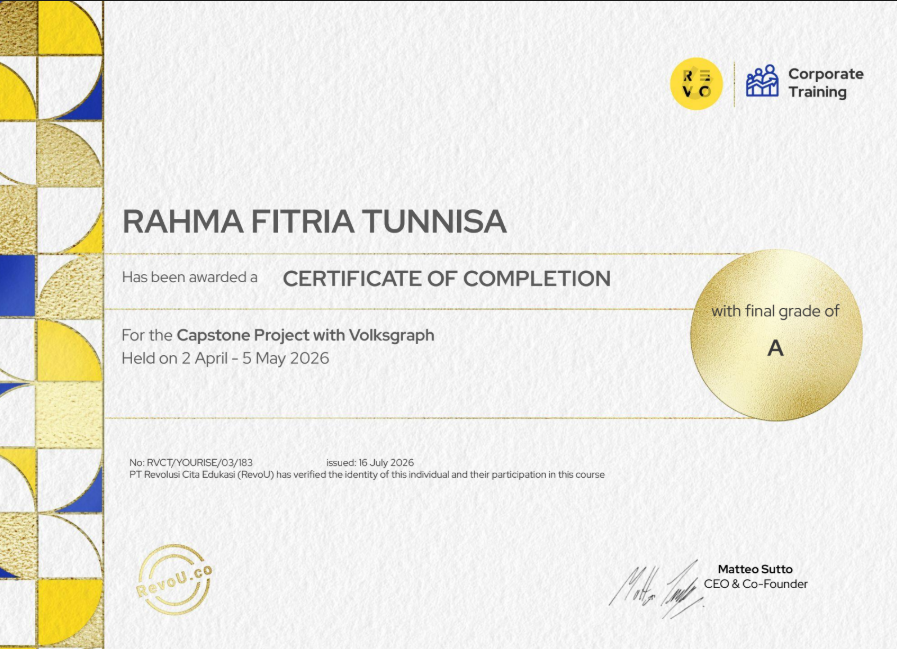 RE
VO
Corporate
Training
RAHMA FITRIA TUNNISA
Has been awarded a CERTIFICATE OF COMPLETION
with final grade of
A
For the Capstone Project with Volksgraph
Held on 2 April - 5 May 2026
No: RVCT/YOURISE/03/183 issued: 16 July 2026
PT Revolusi Cita Edukasi (RevoU) has verified the identity of this individual and their participation in this course
RevoU.co
Matteo Sutto
CEO & Co-Founder